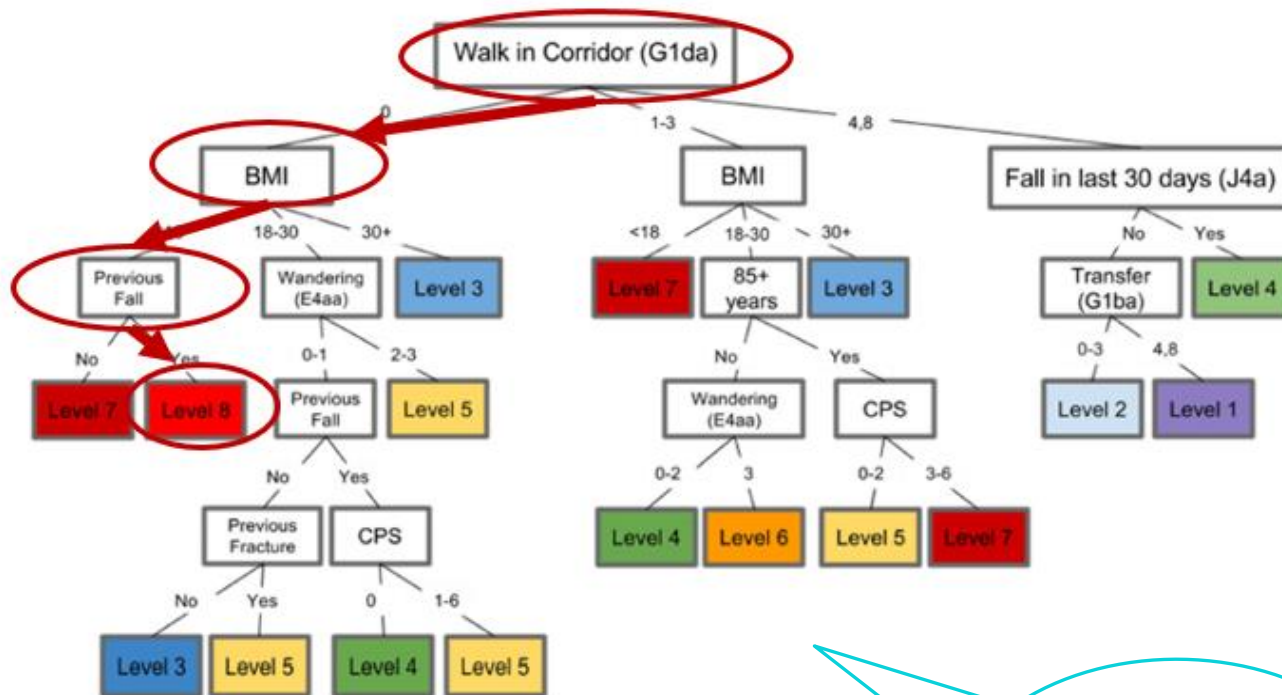 Walk in Corridor (G1da)
0
1-3
4,8
BMI
BMI
Fall in last 30 days (J4a)
18-30
30+
<18
18-30
30+
No
Yes
Previous
Fall
Wandering
(E4aa)
Level 3
Level 7
85+
years
Level 3
Transfer
(G1ba)
Level 4
No
Yes
0-1
2-3
No
Yes
0-3
4,8
Level 7
Level 8
Previous
Fall
Level 5
Wandering
(E4aa)
CPS
Level 2
Level 1
No
Yes
0-2
3
0-2
3-6
Previous
Fracture
CPS
Level 4
Level 6
Level 5
Level 7
No
Yes
0
1-6
Level 3
Level 5
Level 4
Level 5